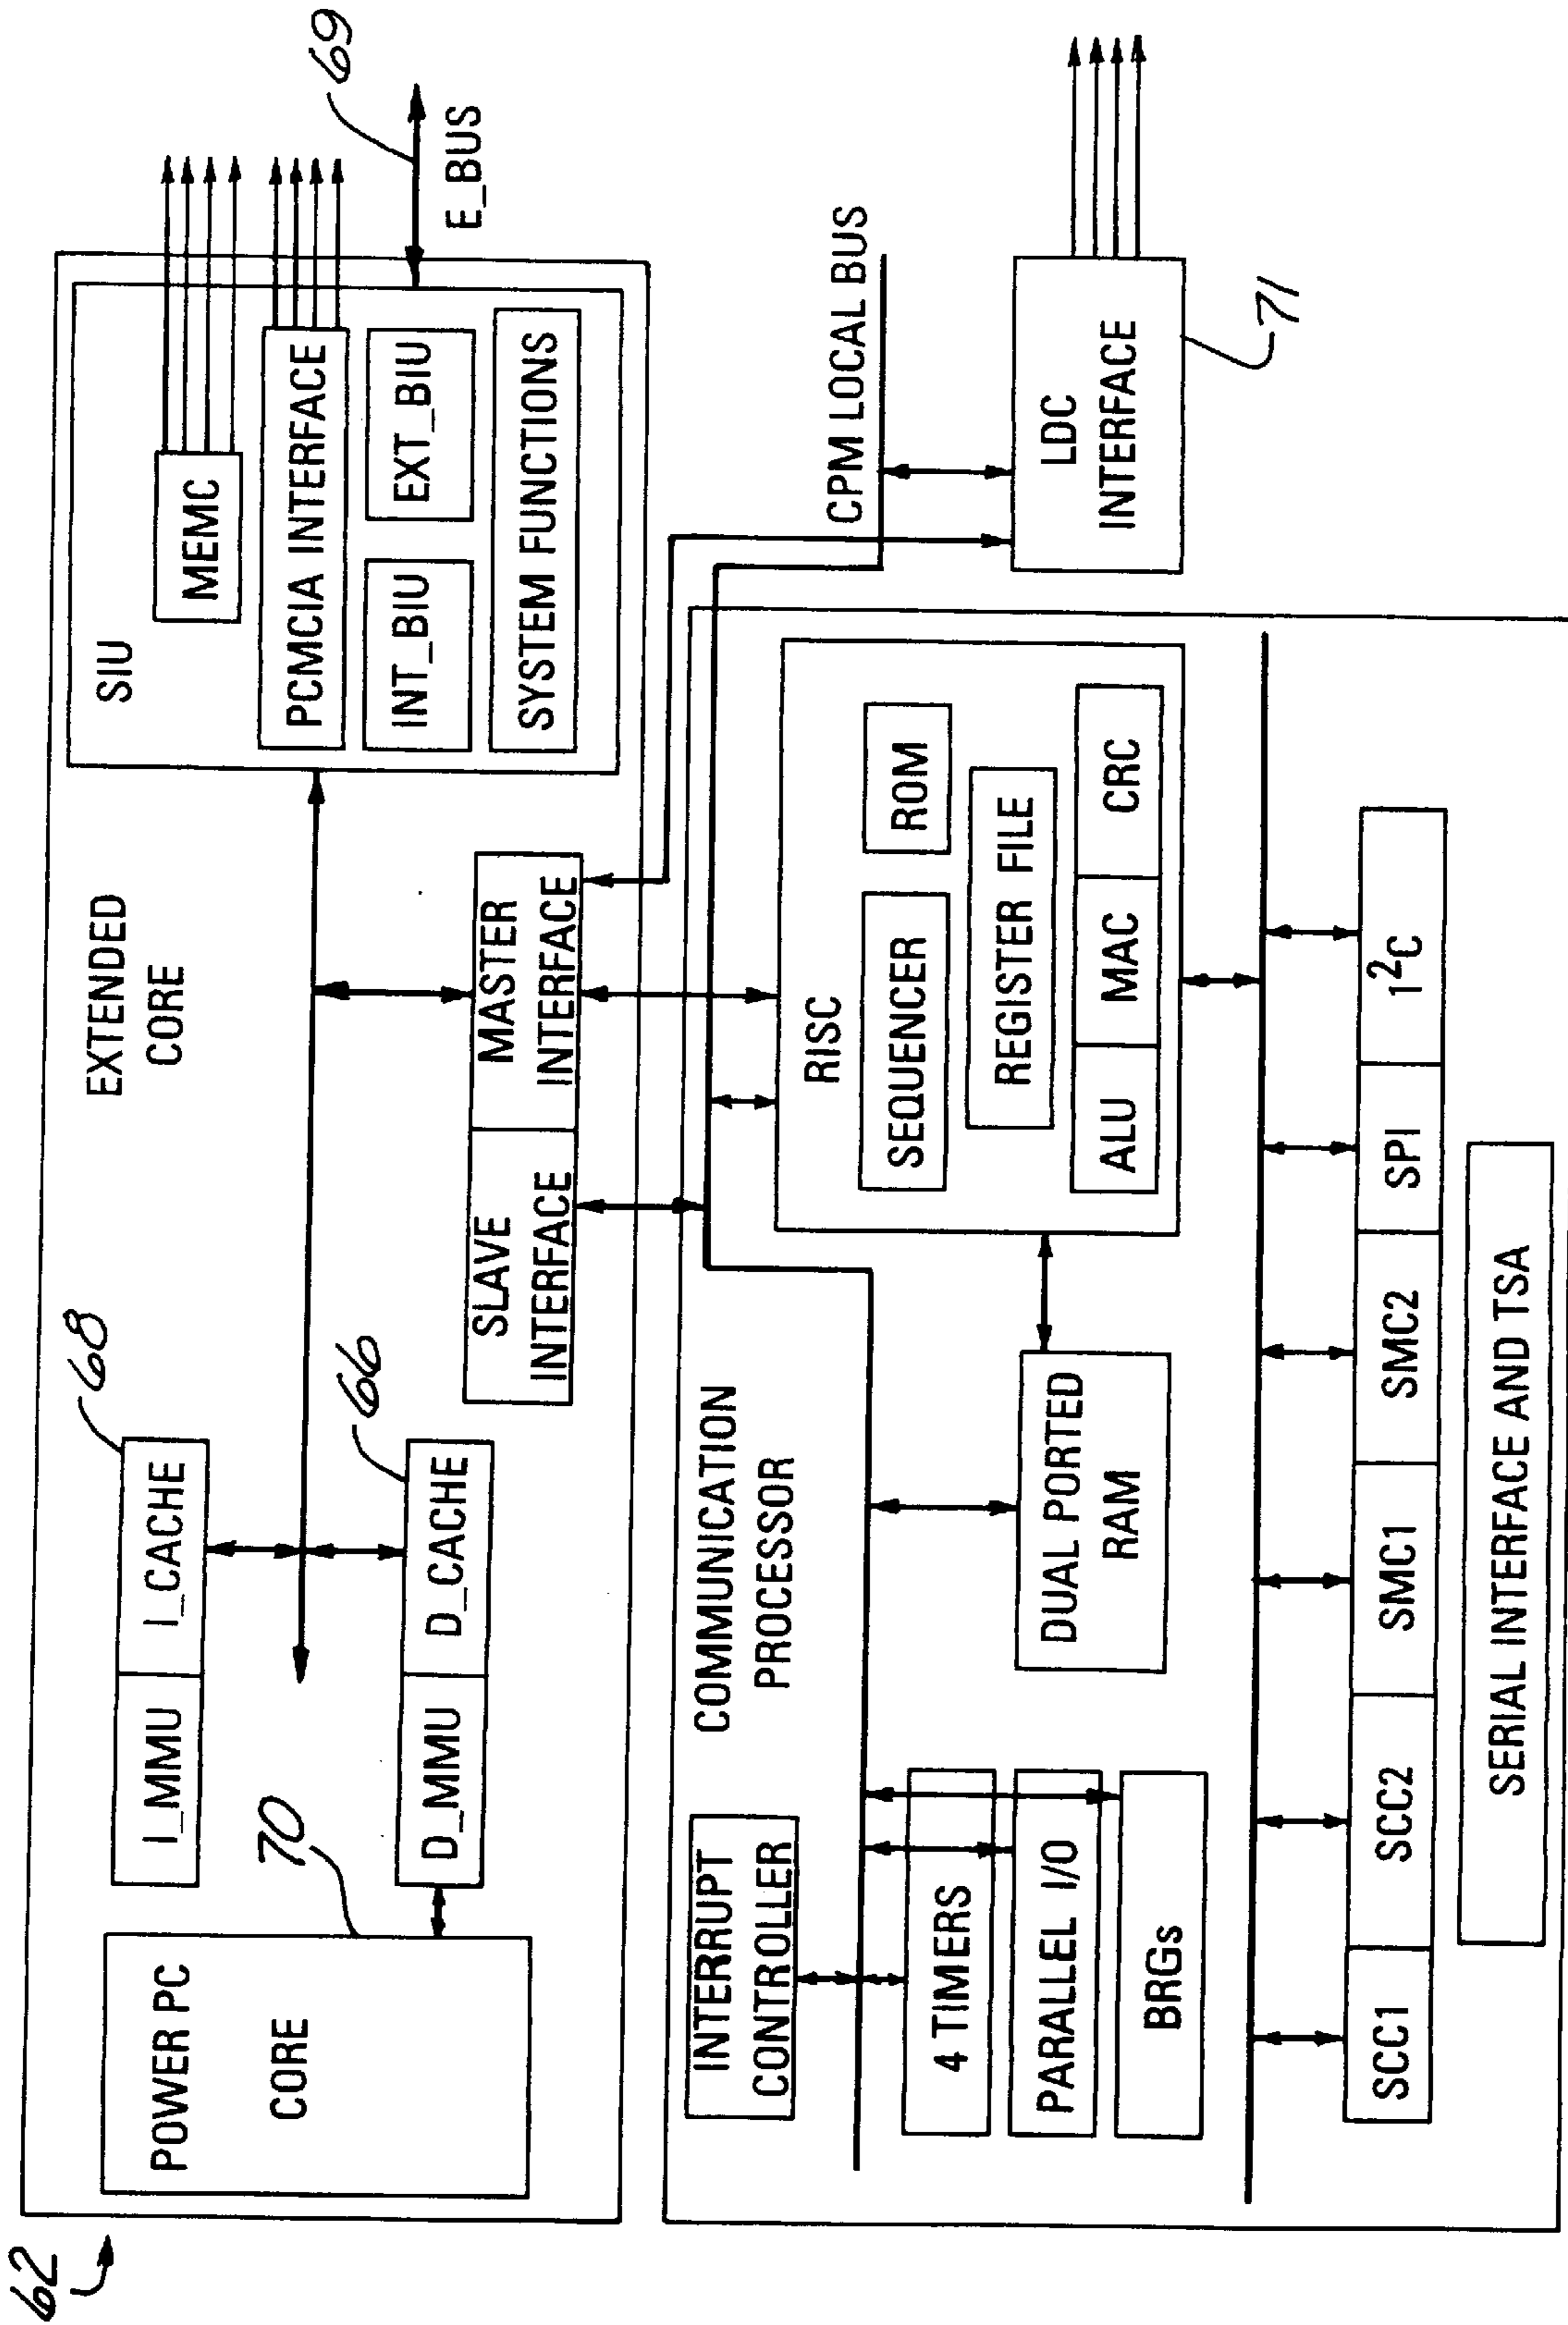 62
POWER PC
CORE
70
I_MMU
I_CACHE
68
D_MMU
D_CACHE
66
EXTENDED
CORE
SLAVE
INTERFACE
MASTER
INTERFACE
SIU
MEMC
PCMCIA INTERFACE
INT_BIU
EXT_BIU
SYSTEM FUNCTIONS
69
E_BUS
COMMUNICATION
PROCESSOR
INTERRUPT
CONTROLLER
4 TIMERS
PARALLEL I/O
BRGs
DUAL PORTED
RAM
RISC
SEQUENCER
ROM
REGISTER FILE
ALU
MAC
CRC
CPM LOCAL BUS
LDC
INTERFACE
71
SCC1
SCC2
SMC1
SMC2
SPI
1²C
SERIAL INTERFACE AND TSA